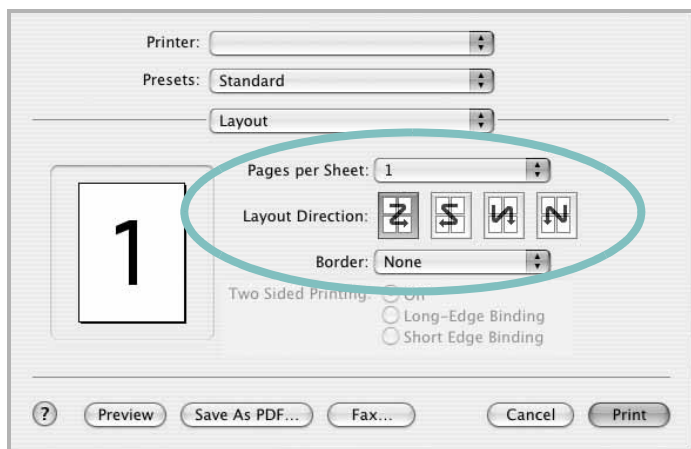 Printer:
Presets: Standard
Layout
Pages per Sheet: 1
Layout Direction:
Border: None
1
Two Sided Printing: On
Long-Edge Binding
Short Edge Binding
? Preview Save As PDF... Fax... Cancel Print